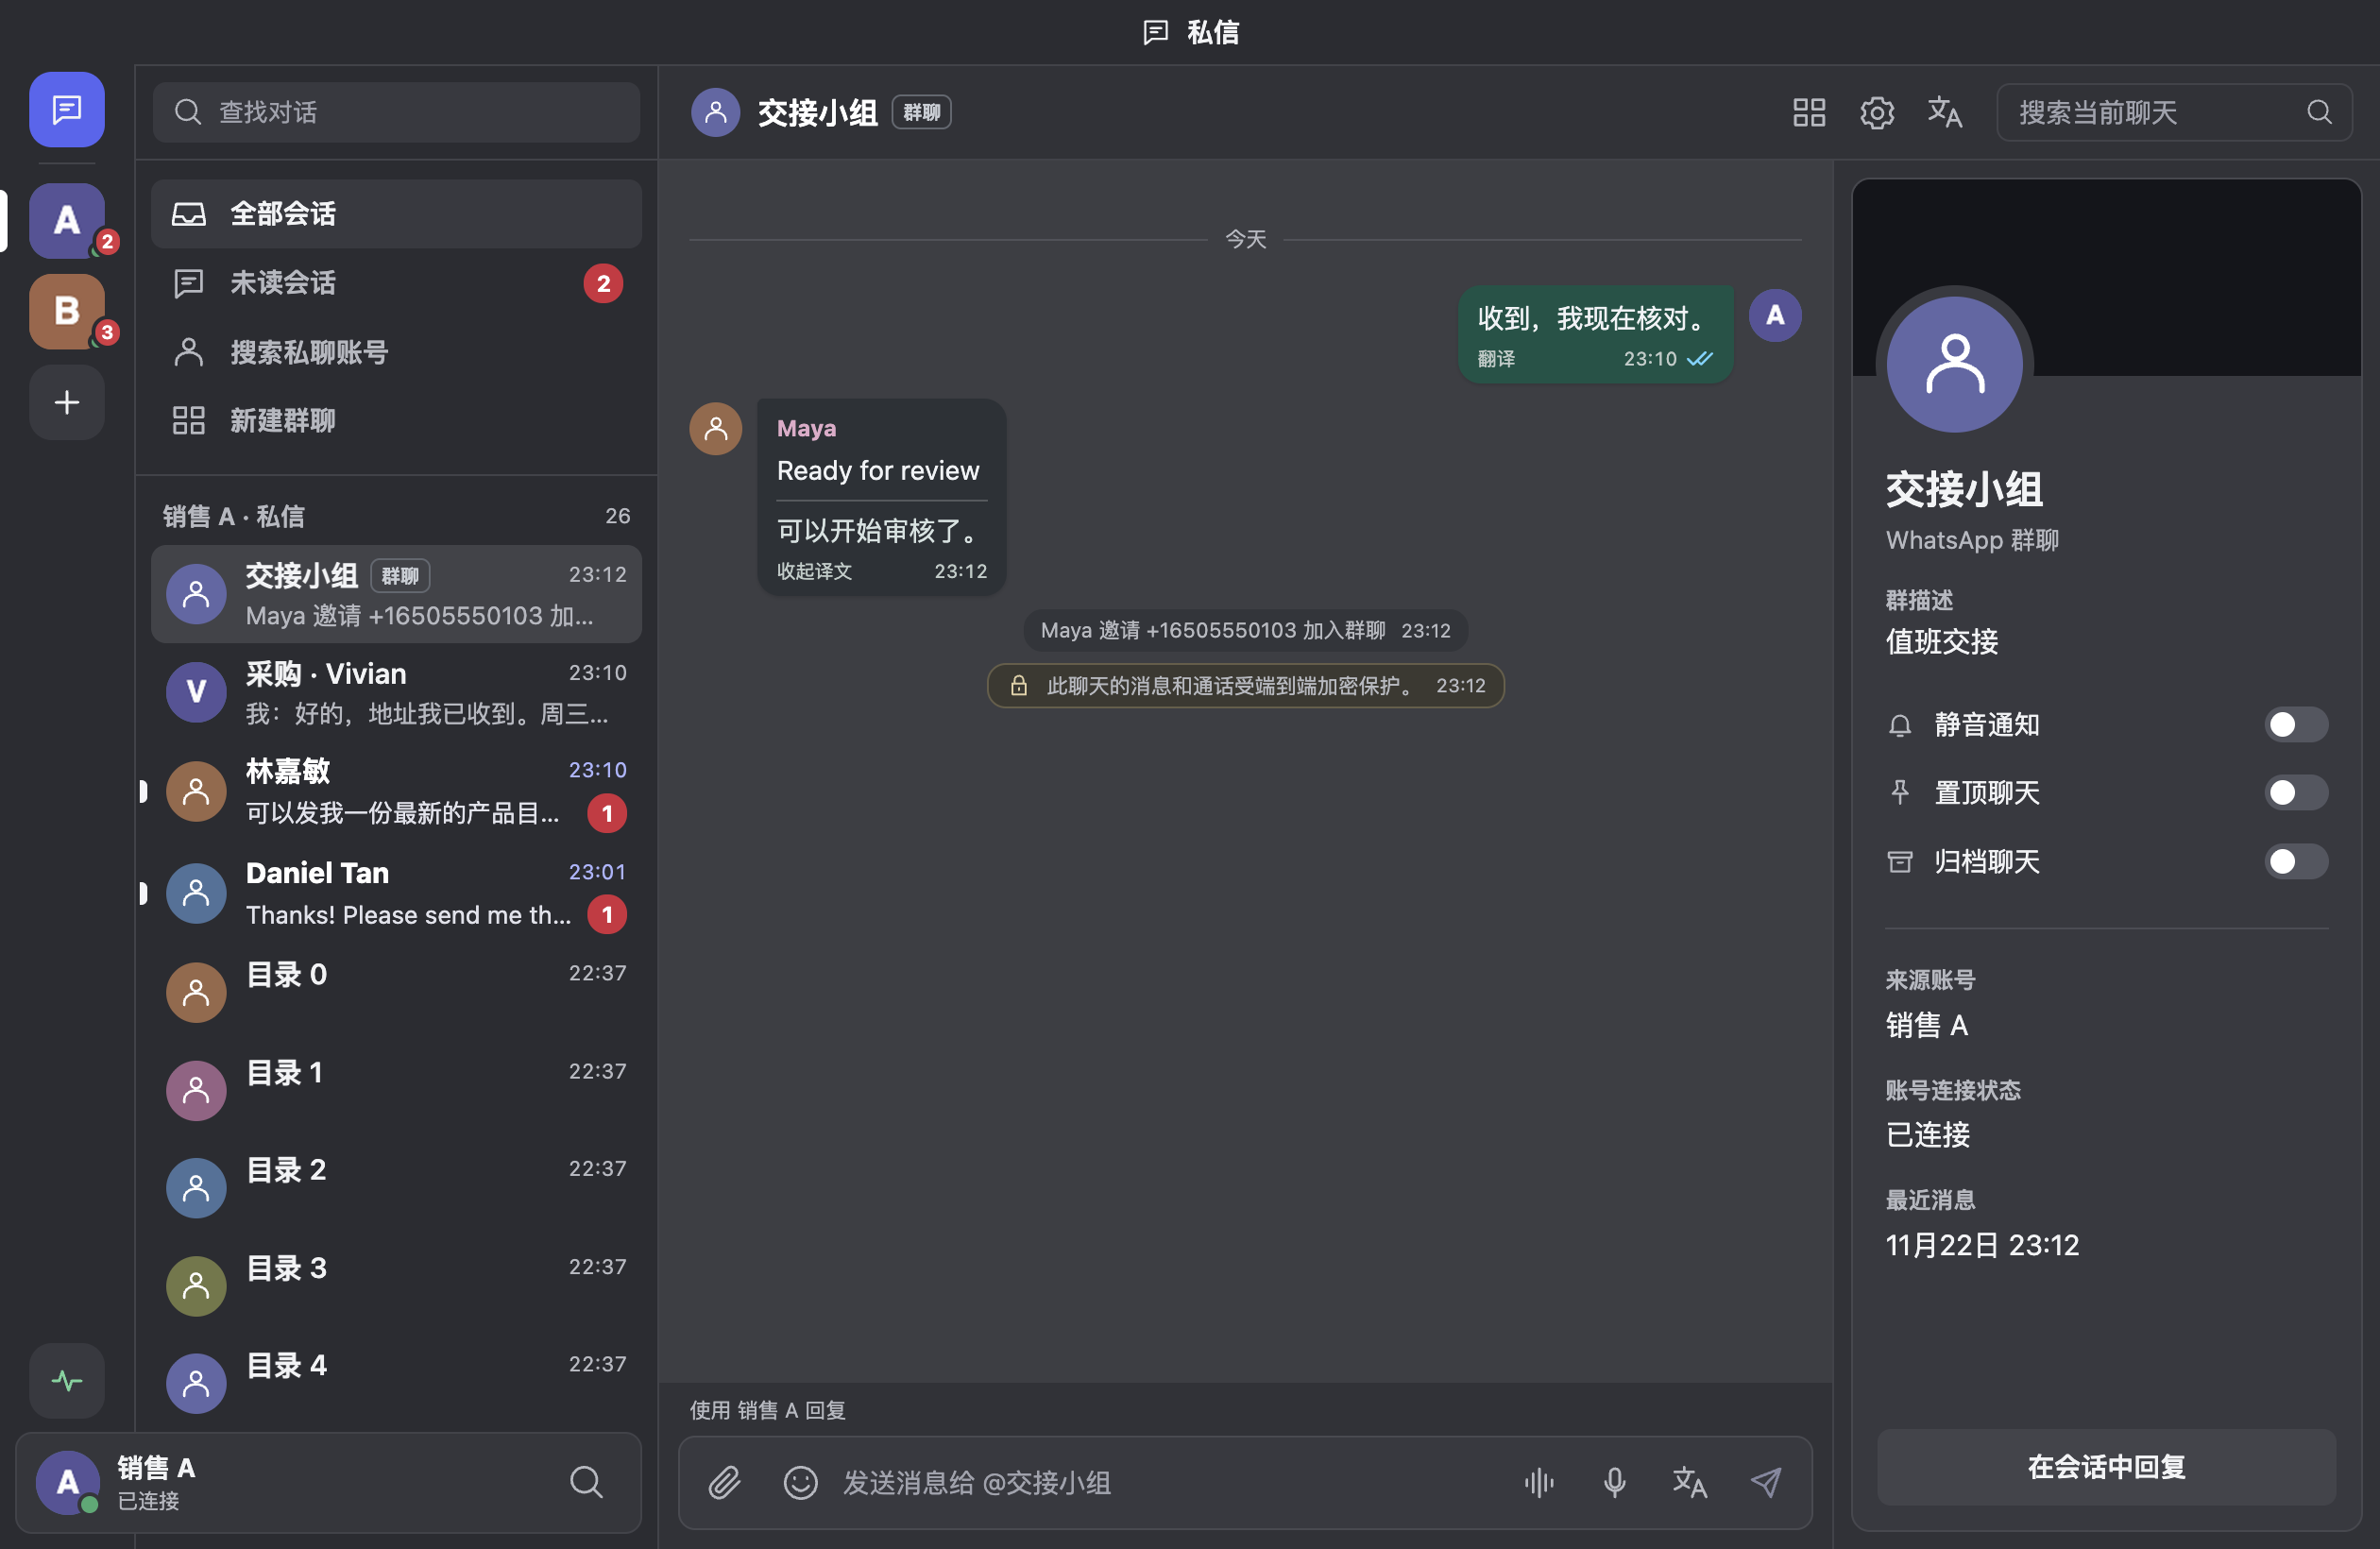 私信
查找对话
A
2
B
3
全部会话
未读会话
2
搜索私聊账号
新建群聊
销售 A · 私信
26
交接小组
群聊
23:12
Maya 邀请 +16505550103 加...
V
采购 · Vivian
23:10
我：好的，地址我已收到。周三...
林嘉敏
23:10
可以发我一份最新的产品目...
1
Daniel Tan
23:01
Thanks! Please send me th...
1
目录 0
22:37
目录 1
22:37
目录 2
22:37
目录 3
22:37
目录 4
22:37
A
销售 A
已连接
交接小组
群聊
搜索当前聊天
今天
收到，我现在核对。
翻译
23:10
A
Maya
Ready for review
可以开始审核了。
收起译文
23:12
Maya 邀请 +16505550103 加入群聊 23:12
此聊天的消息和通话受端到端加密保护。 23:12
使用 销售 A 回复
发送消息给 @交接小组
交接小组
WhatsApp 群聊
群描述
值班交接
静音通知
置顶聊天
归档聊天
来源账号
销售 A
账号连接状态
已连接
最近消息
11月22日 23:12
在会话中回复